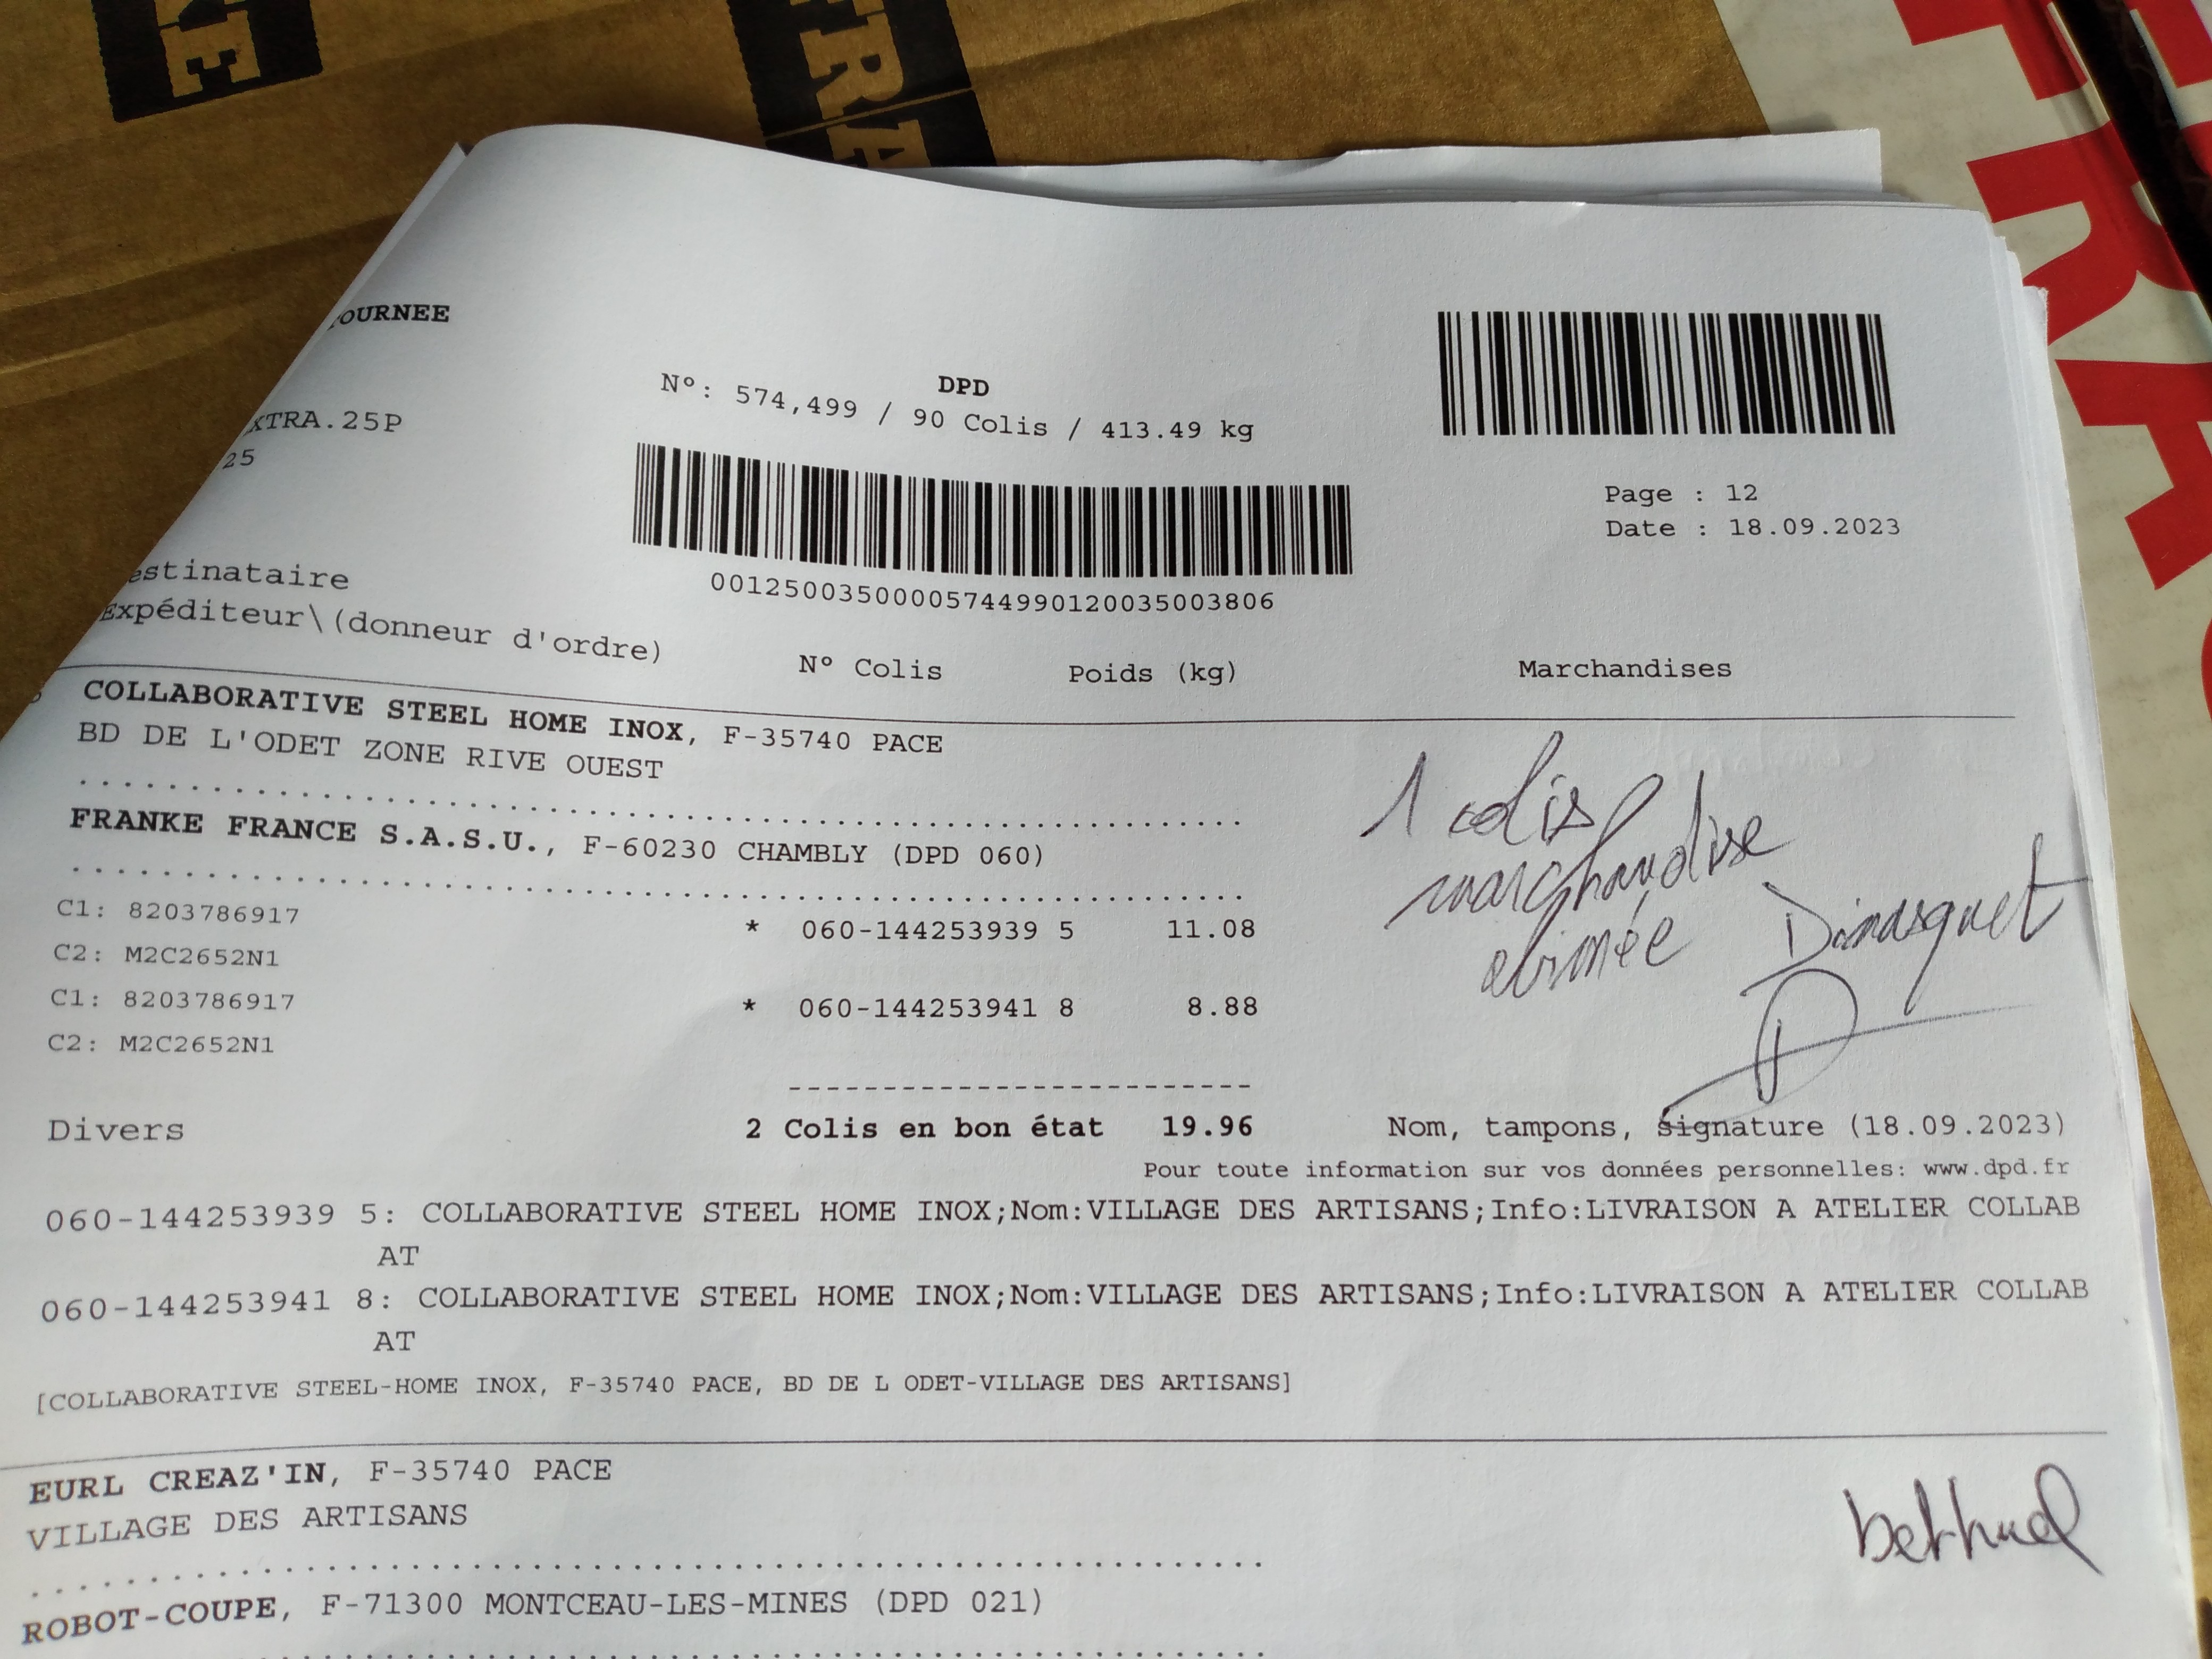 OURNEE
DPD
Nº: 574,499 / 90 Colis / 413.49 kg
XTRA.25P
25
Page : 12
Date : 18.09.2023
00125003500005744990120035003806
estinataire
Expéditeur\(donneur d'ordre)
Nº Colis Poids (kg) Marchandises
COLLABORATIVE STEEL HOME INOX, F-35740 PACE
BD DE L'ODET ZONE RIVE OUEST
FRANKE FRANCE S.A.S.U., F-60230 CHAMBLY (DPD 060)
1 colis
marchandise
abimée
C1: 8203786917 * 060-144253939 5 11.08
C2: M2C2652N1
C1: 8203786917 * 060-144253941 8 8.88
C2: M2C2652N1
Divers 2 Colis en bon état 19.96 Nom, tampons, signature (18.09.2023)
Pour toute information sur vos données personnelles: www.dpd.fr
060-144253939 5: COLLABORATIVE STEEL HOME INOX;Nom:VILLAGE DES ARTISANS;Info:LIVRAISON A ATELIER COLLAB
AT
060-144253941 8: COLLABORATIVE STEEL HOME INOX;Nom:VILLAGE DES ARTISANS;Info:LIVRAISON A ATELIER COLLAB
AT
[COLLABORATIVE STEEL-HOME INOX, F-35740 PACE, BD DE L ODET-VILLAGE DES ARTISANS]
EURL CREAZ'IN, F-35740 PACE
VILLAGE DES ARTISANS
ROBOT-COUPE, F-71300 MONTCEAU-LES-MINES (DPD 021)